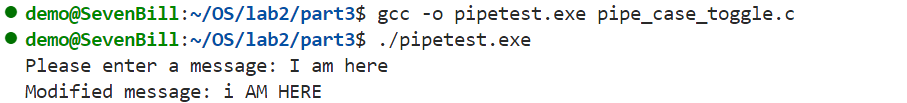 demo@SevenBill:~/OS/lab2/part3$ gcc -o pipetest.exe pipe_case_toggle.c
demo@SevenBill:~/OS/lab2/part3$ ./pipetest.exe
Please enter a message: I am here
Modified message: i AM HERE